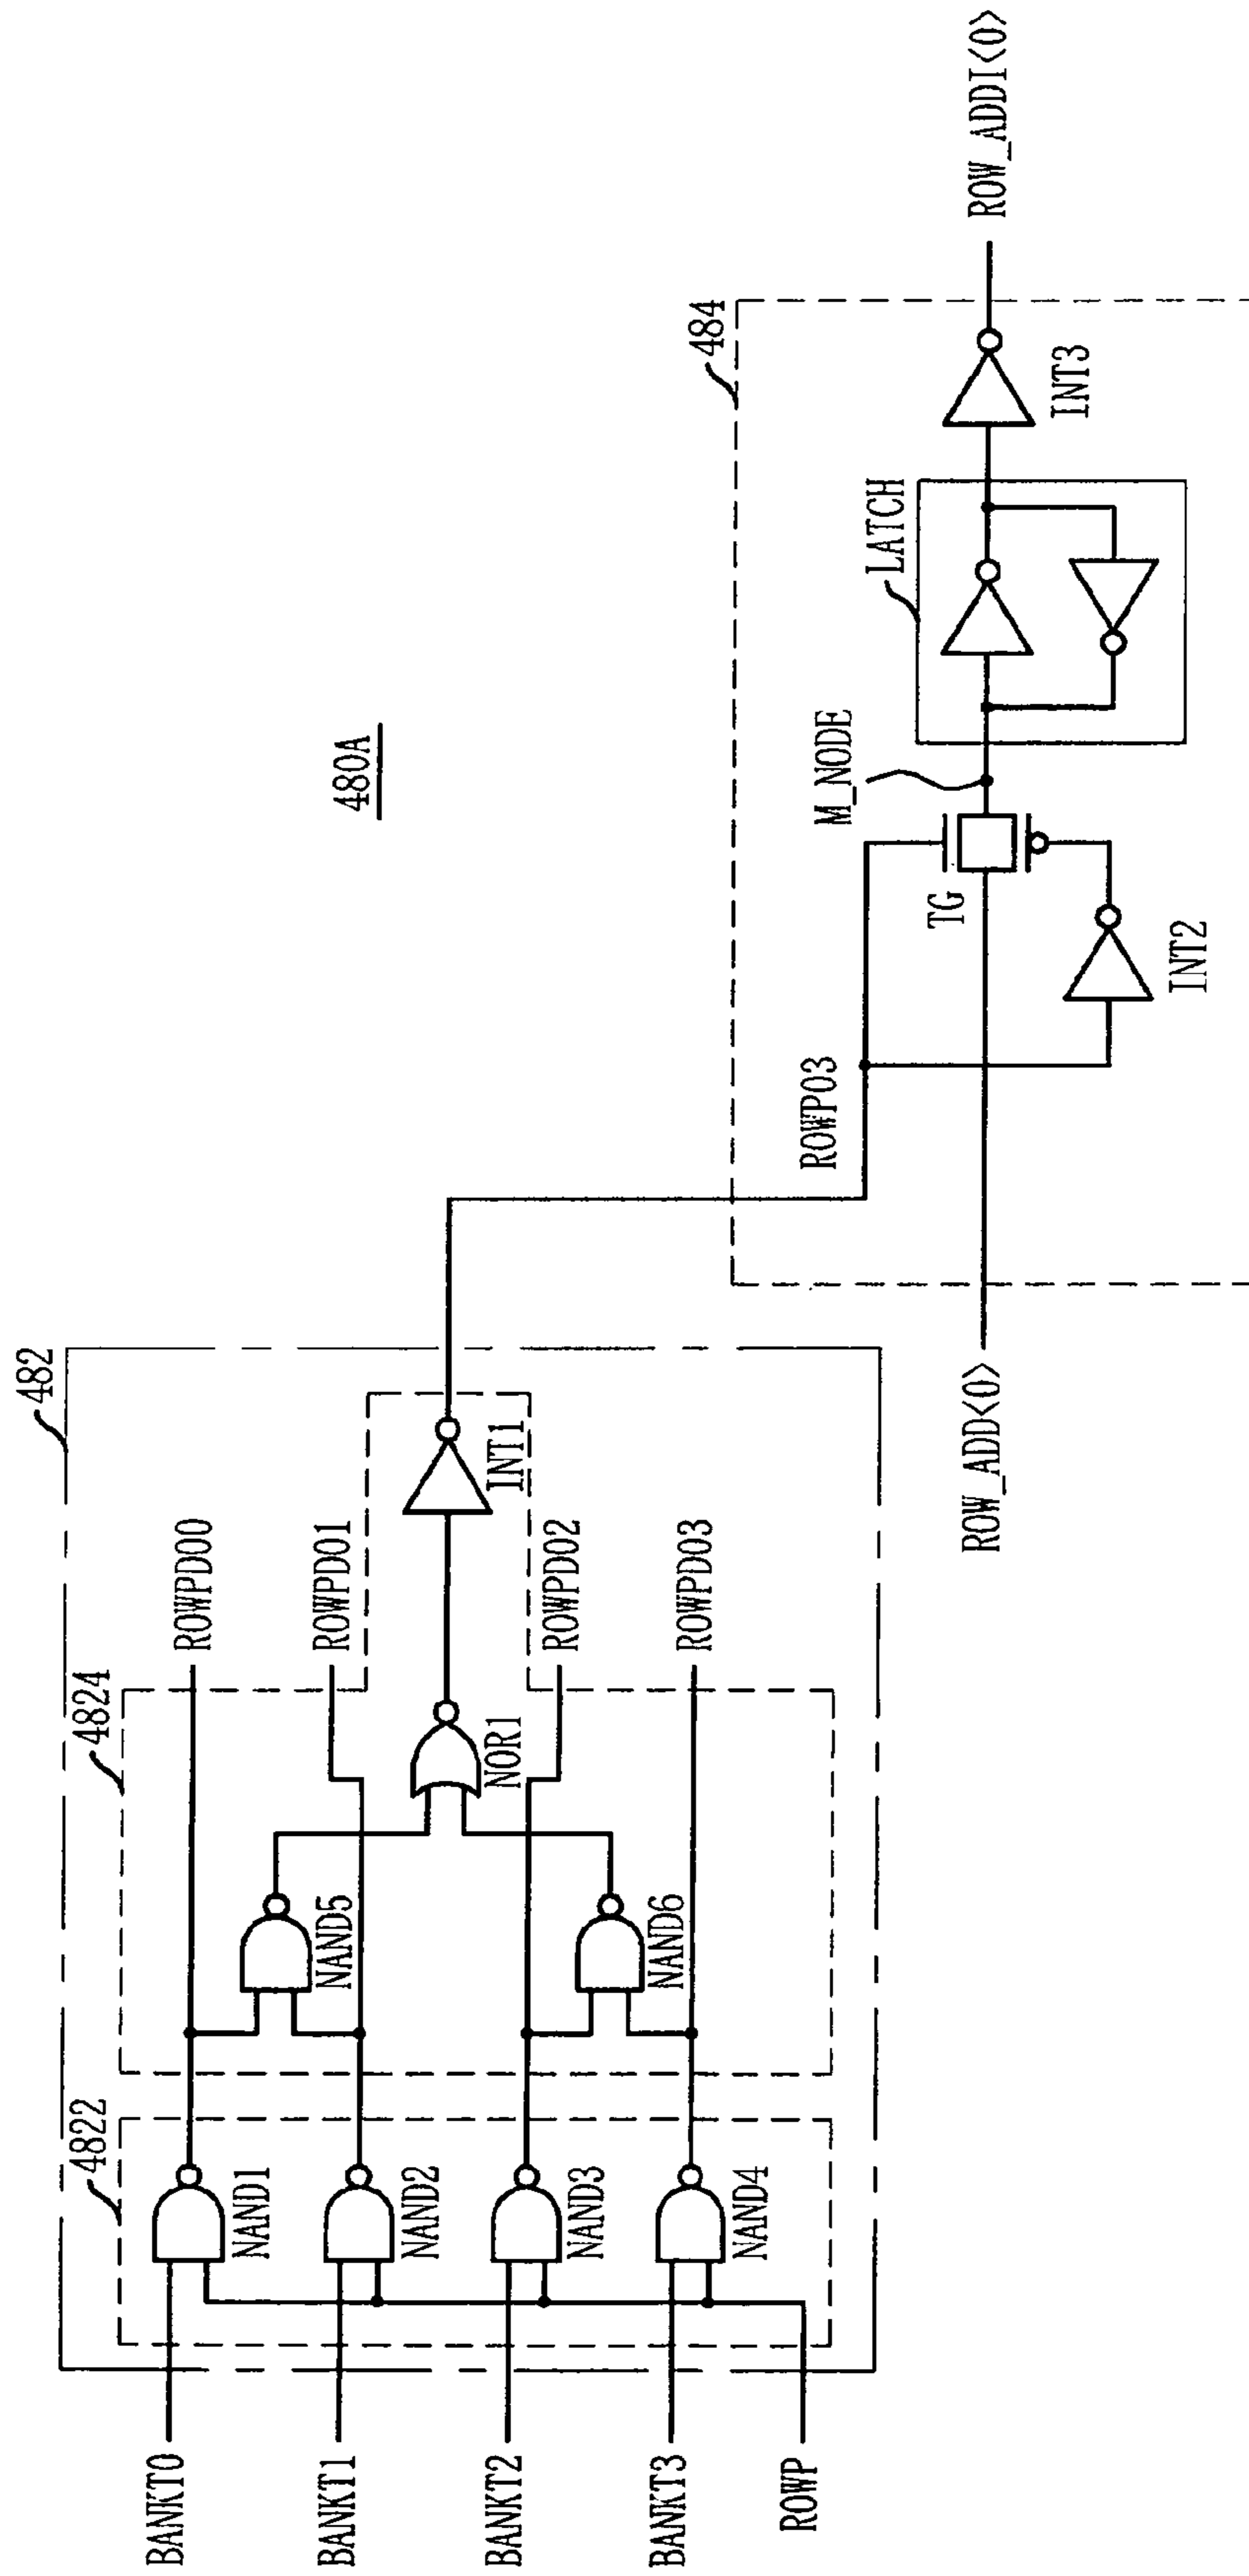 480A
482
4822
4824
BANKT0
BANKT1
BANKT2
BANKT3
ROWP
NAND1
NAND2
NAND3
NAND4
NAND5
NAND6
NOR1
INT1
ROWPD00
ROWPD01
ROWPD02
ROWPD03
484
ROWP03
ROW_ADD<0>
TG
INT2
M_NODE
LATCH
INT3
ROW_ADDI<0>